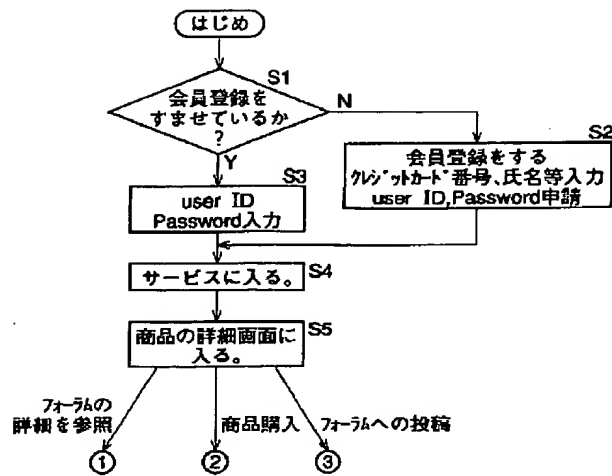 はじめ
S1
会員登録を
すませているか
?
N
Y
S2
会員登録をする
クレジットカード番号、氏名等入力
user ID,Password申請
S3
user ID
Password入力
サービスに入る。
S4
商品の詳細画面に
入る。
S5
フォーラムの
詳細を参照
商品購入
フォーラムへの投稿
①
②
③